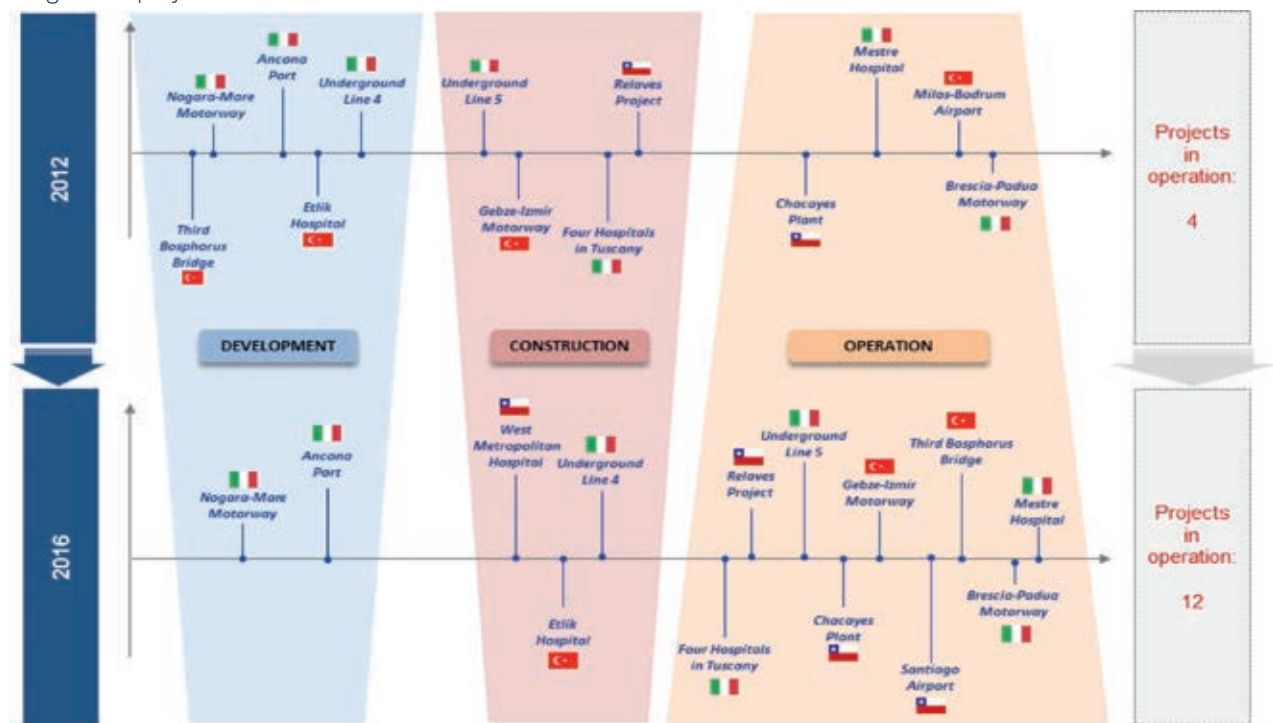 2012
Nogara-Mare
Motorway
Ancona
Port
Underground
Line 4
Third
Bosphorus
Bridge
Etlik
Hospital
Underground
Line 5
Relaves
Project
Gebze-Izmir
Motorway
Four Hospitals
in Tuscany
Mestre
Hospital
Milas-Bodrum
Airport
Chacayes
Plant
Brescia-Padua
Motorway
Projects
in
operation:
4
DEVELOPMENT
CONSTRUCTION
OPERATION
2016
Nogara-Mare
Motorway
Ancona
Port
West
Metropolitan
Hospital
Underground
Line 4
Etlik
Hospital
Relaves
Project
Underground
Line 5
Gebze-Izmir
Motorway
Third Bosphorus
Bridge
Mestre
Hospital
Four Hospitals
in Tuscany
Chacayes
Plant
Santiago
Airport
Brescia-Padua
Motorway
Projects
in
operation:
12